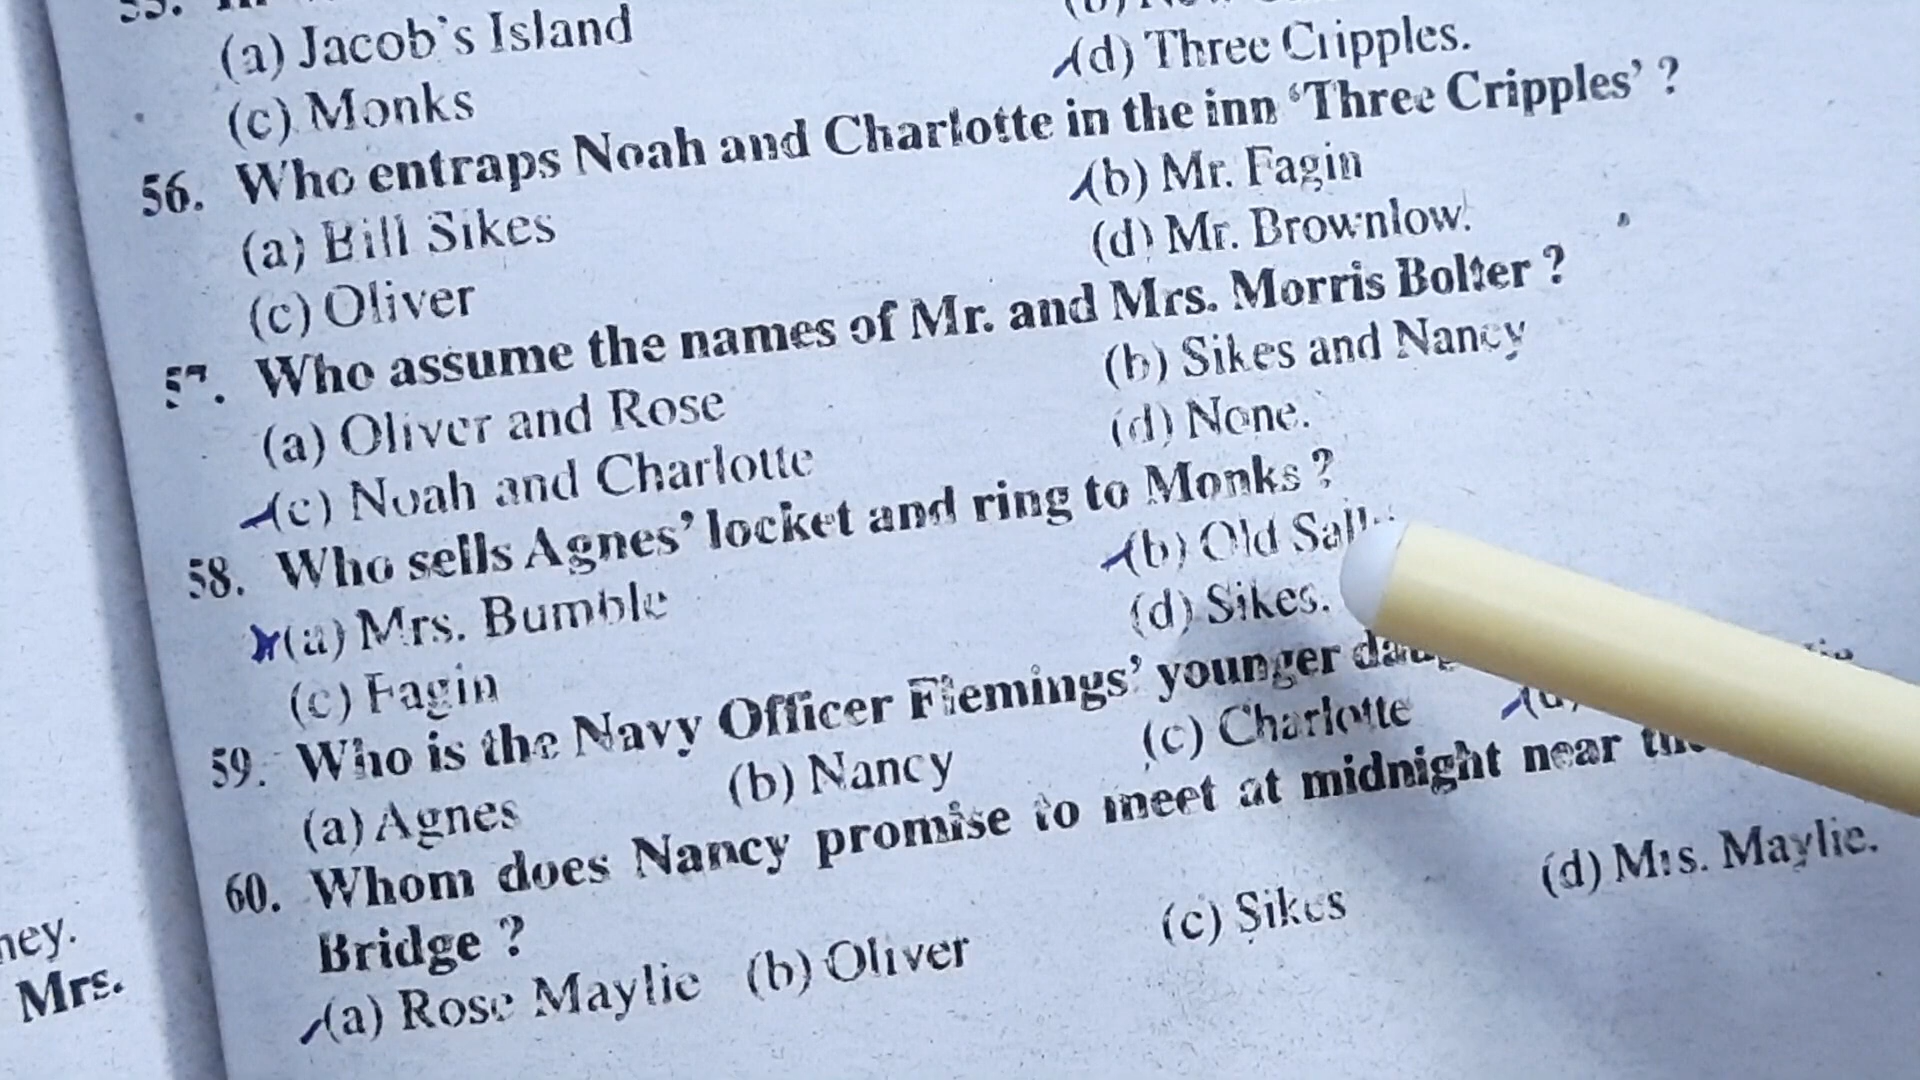 (a) Jacob's Island
(c) Monks (d) Three Cripples.
56. Who entraps Noah and Charlotte in the inn 'Three Cripples' ?
(a) Bill Sikes (b) Mr. Fagin
(c) Oliver (d) Mr. Brownlow.
57. Who assume the names of Mr. and Mrs. Morris Bolter ?
(a) Oliver and Rose (b) Sikes and Nancy
(c) Noah and Charlotte (d) None.
58. Who sells Agnes' locket and ring to Monks ?
(a) Mrs. Bumble (b) Old
(c) Fagin (d) Sikes.
59. Who is the Navy Officer Flemings' younger
(a) Agnes (b) Nancy (c) Charlotte
60. Whom does Nancy promise to meet at midnight near
Bridge ?
(a) Rose Maylie (b) Oliver (c) Sikes (d) Mrs. Maylie.
Mrs.